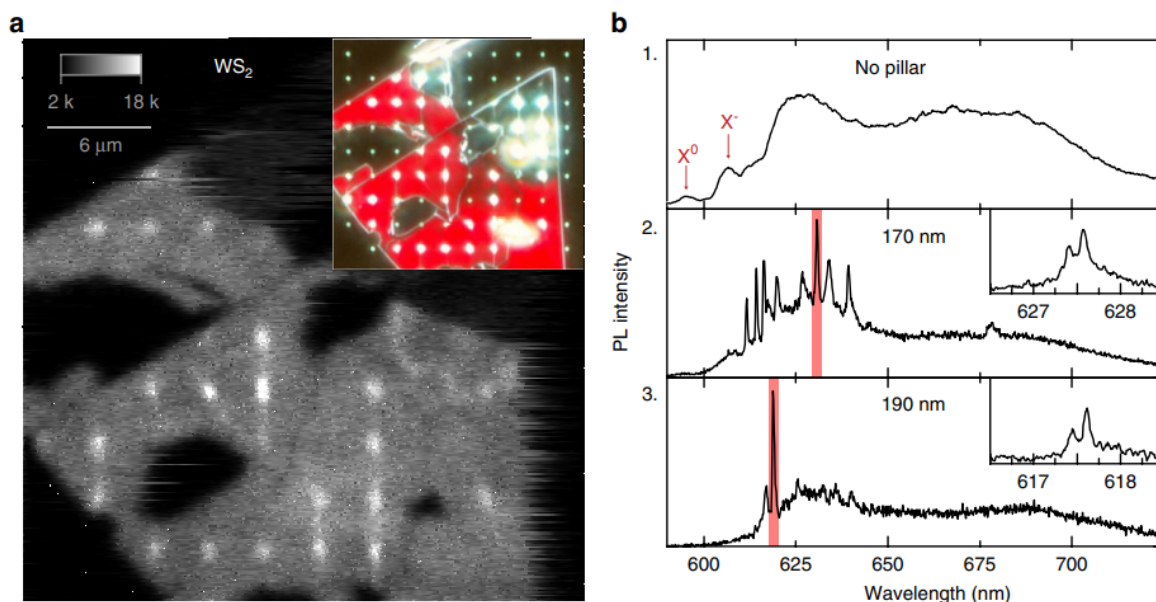 a
WS2
2 k 18 k
6 μm
b
1.
No pillar
X0
X-
2.
170 nm
627 628
3.
190 nm
617 618
PL intensity
600 625 650 675 700
Wavelength (nm)